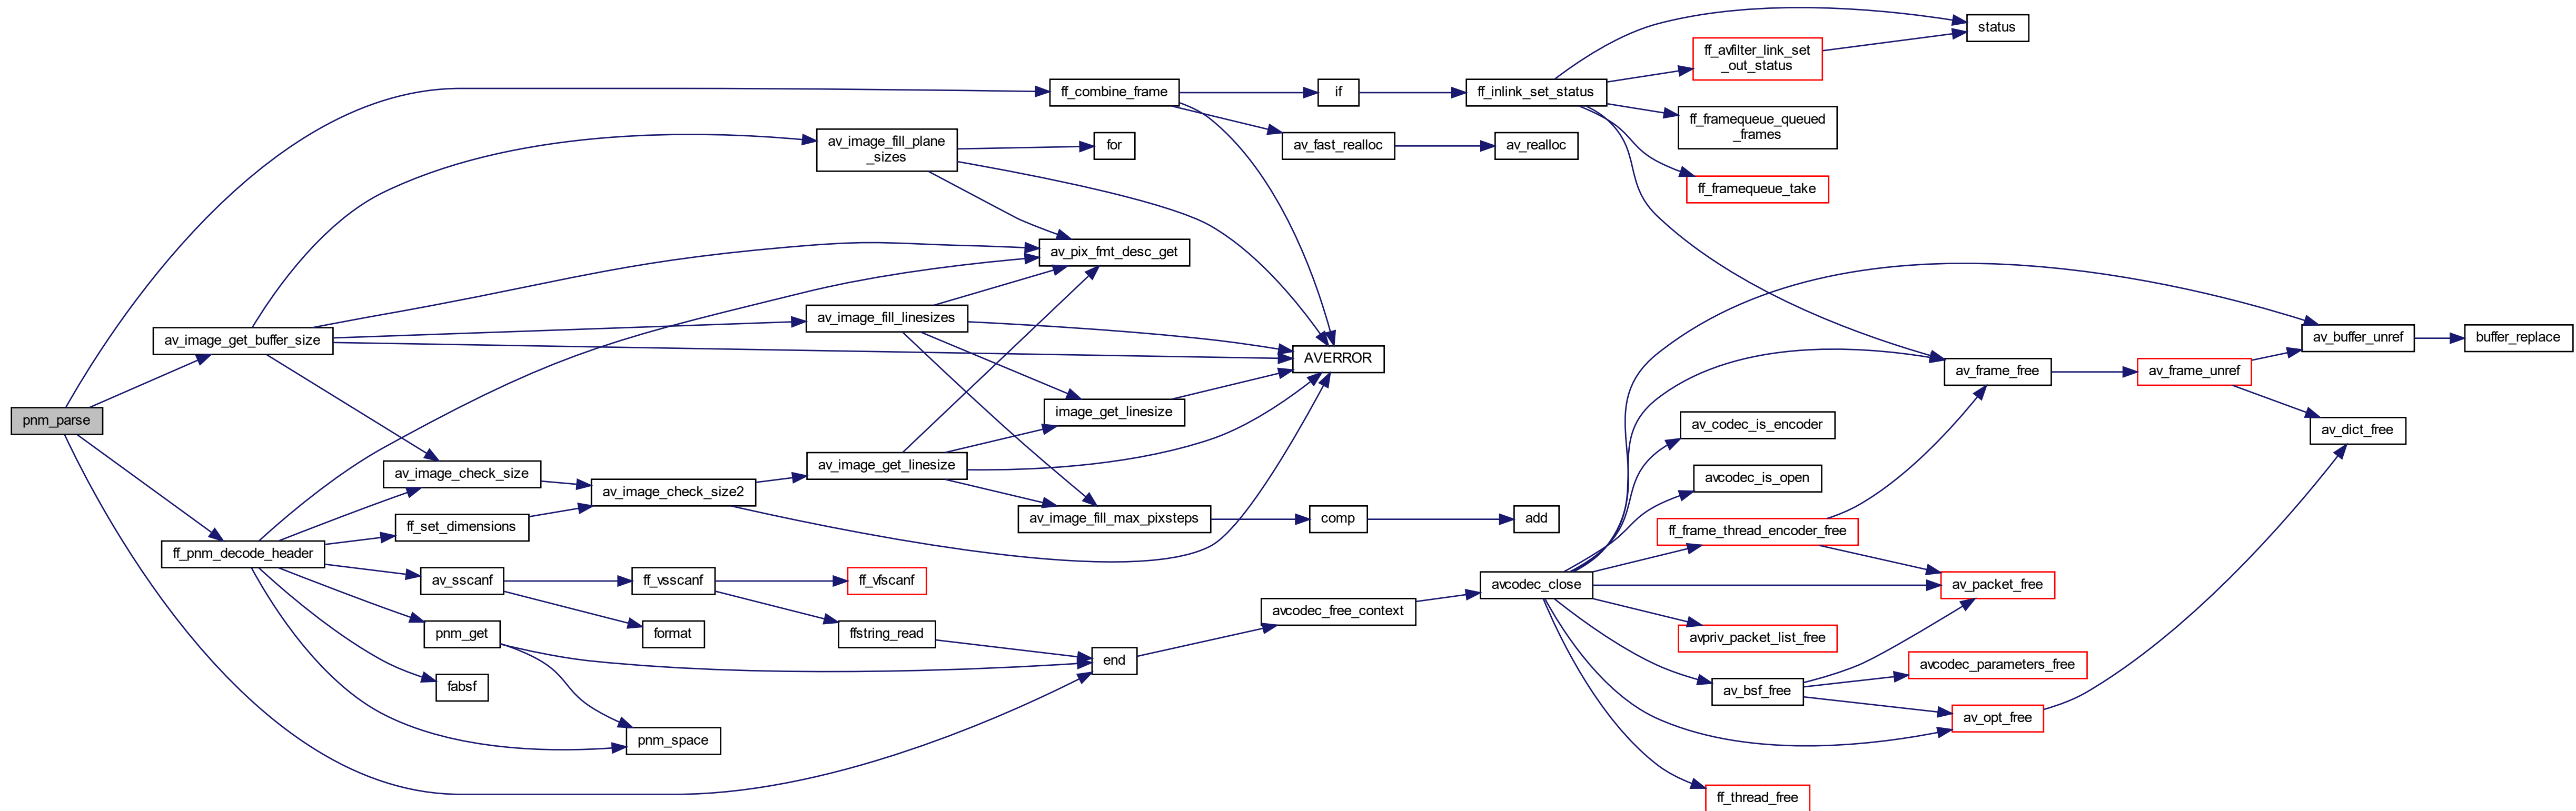 status
ff_avfilter_link_set
_out_status
ff_combine_frame
if
ff_inlink_set_status
ff_framequeue_queued
_frames
av_image_fill_plane
_sizes
for
av_fast_realloc
av_realloc
ff_framequeue_take
av_pix_fmt_desc_get
av_image_fill_linesizes
av_image_get_buffer_size
AVERROR
av_buffer_unref
buffer_replace
av_frame_free
av_frame_unref
image_get_linesize
pnm_parse
av_codec_is_encoder
av_dict_free
av_image_check_size
av_image_get_linesize
avcodec_is_open
av_image_check_size2
ff_set_dimensions
av_image_fill_max_pixsteps
comp
add
ff_frame_thread_encoder_free
ff_pnm_decode_header
av_sscanf
ff_vsscanf
ff_vfscanf
avcodec_close
av_packet_free
avcodec_free_context
pnm_get
format
ffstring_read
avpriv_packet_list_free
end
avcodec_parameters_free
fabsf
av_bsf_free
av_opt_free
pnm_space
ff_thread_free